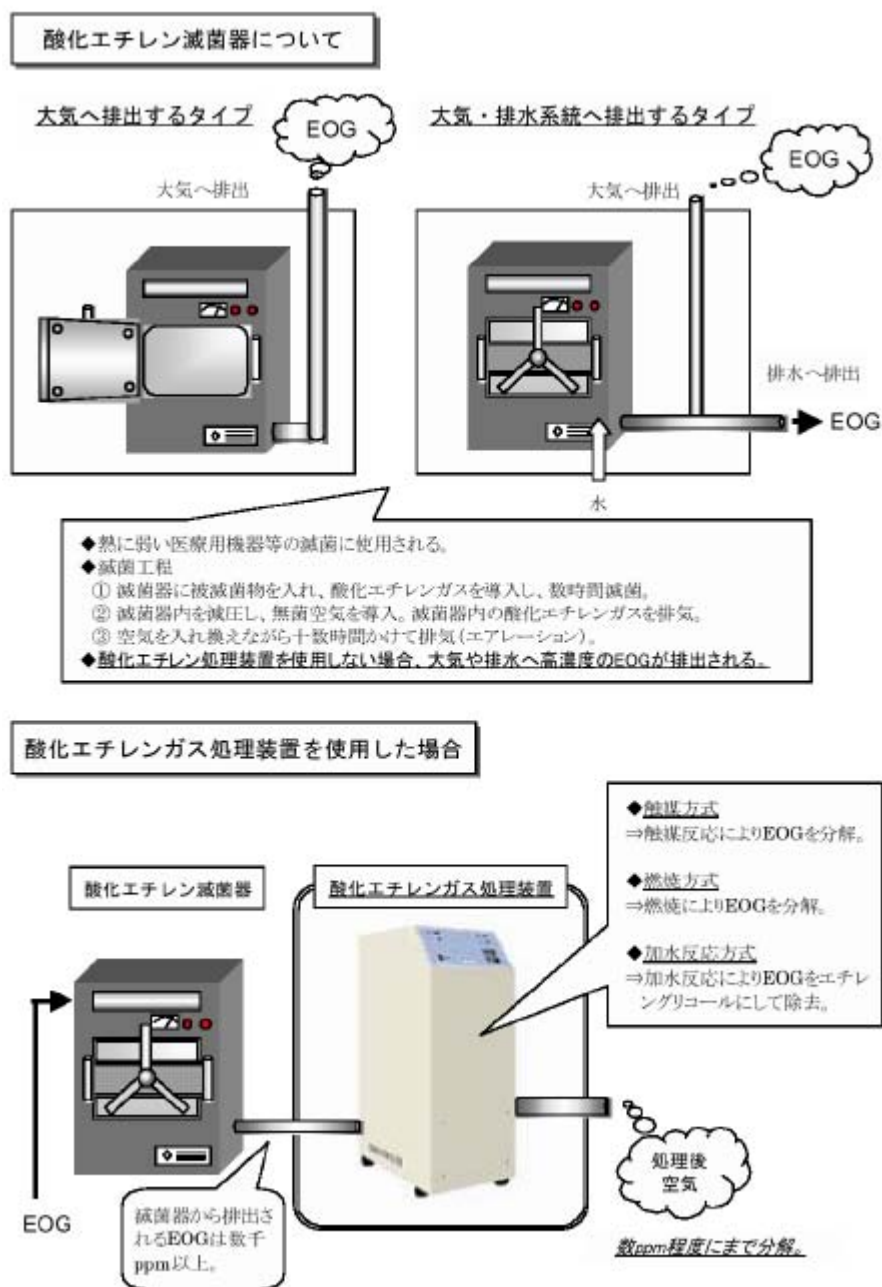 酸化エチレン滅菌器について
大気へ排出するタイプ
EOG
大気へ排出
大気・排水系統へ排出するタイプ
EOG
大気へ排出
排水へ排出
EOG
水
◆熱に弱い医療用機器等の滅菌に使用される。
◆滅菌工程
① 滅菌器に被滅菌物を入れ、酸化エチレンガスを導入し、数時間滅菌。
② 滅菌器内を減圧し、無菌空気を導入。滅菌器内の酸化エチレンガスを排気。
③ 空気を入れ換えながら十数時間かけて排気(エアレーション)。
◆酸化エチレン処理装置を使用しない場合、大気や排水へ高濃度のEOGが排出される。
酸化エチレンガス処理装置を使用した場合
◆触媒方式
⇒触媒反応によりEOGを分解。
◆燃焼方式
⇒燃焼によりEOGを分解。
◆加水反応方式
⇒加水反応によりEOGをエチレ
ングリコールにして除去。
酸化エチレン滅菌器
酸化エチレンガス処理装置
EOG
滅菌器から排出さ
れるEOGは数千
ppm以上。
処理後
空気
数ppm程度にまで分解。